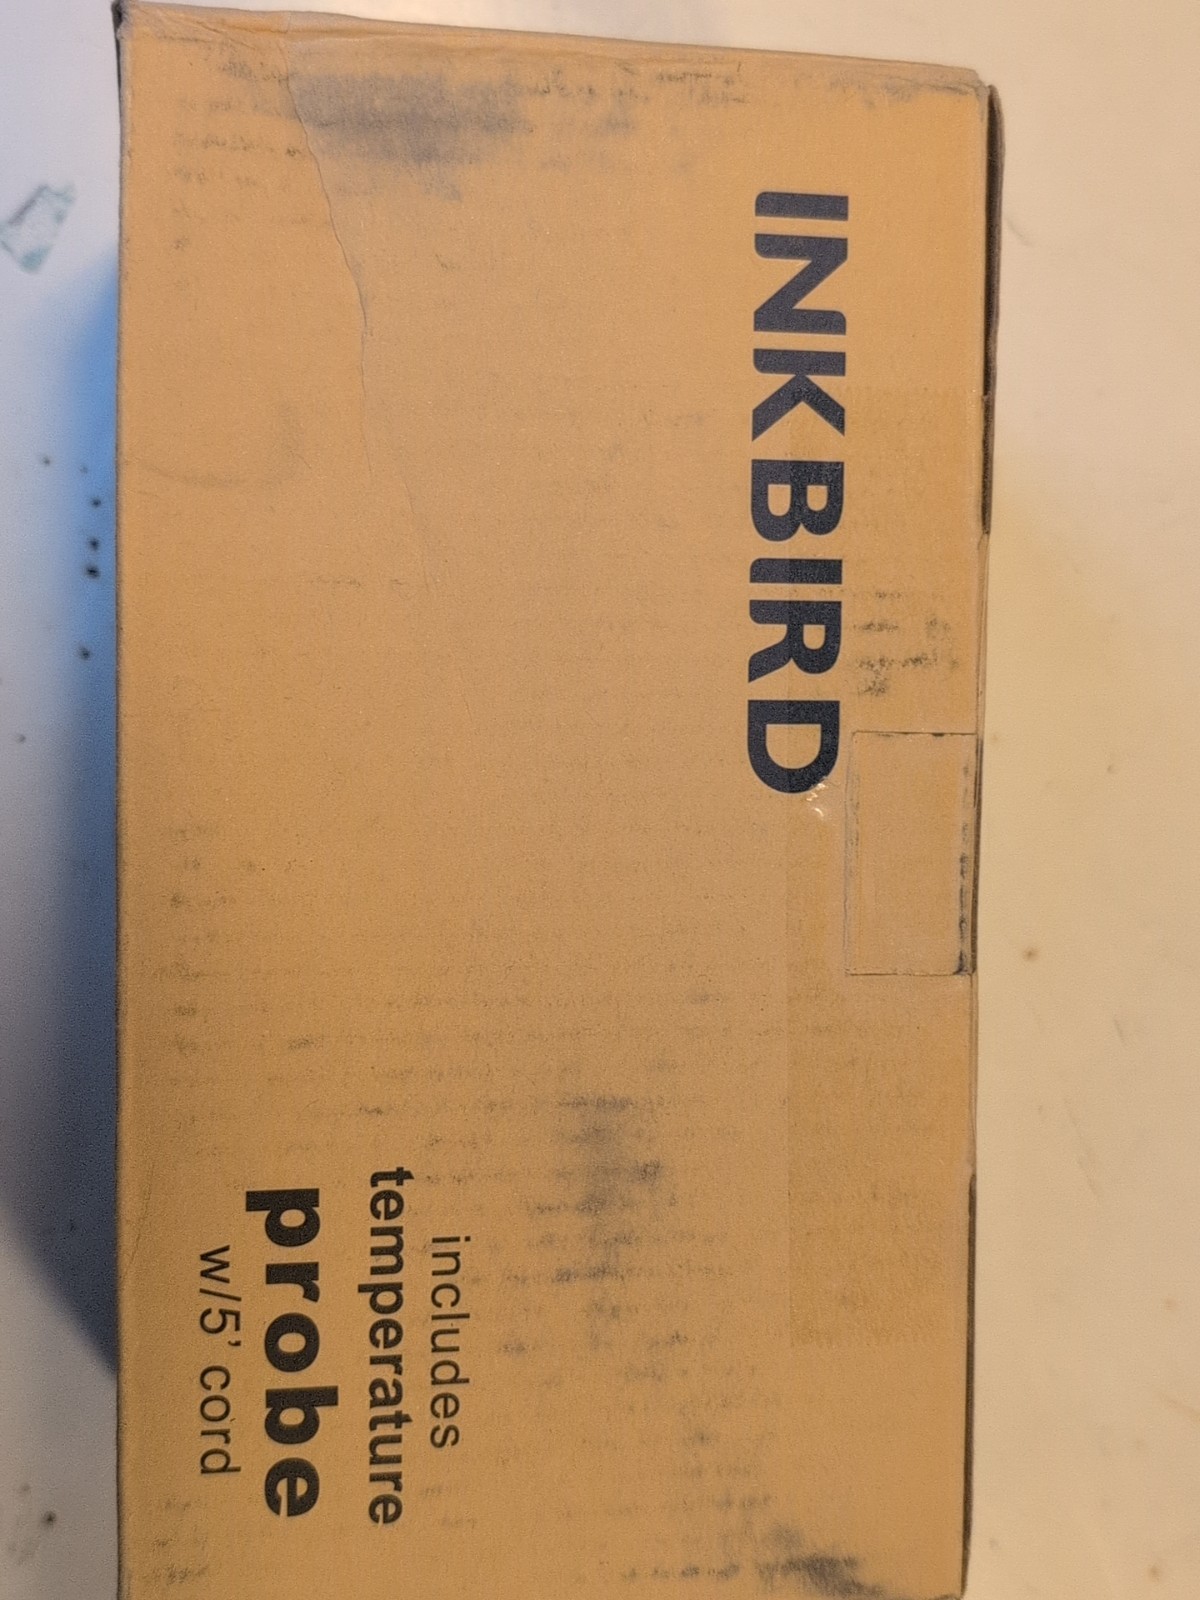 INKBIRD
includes
temperature
probe
w/5' cord